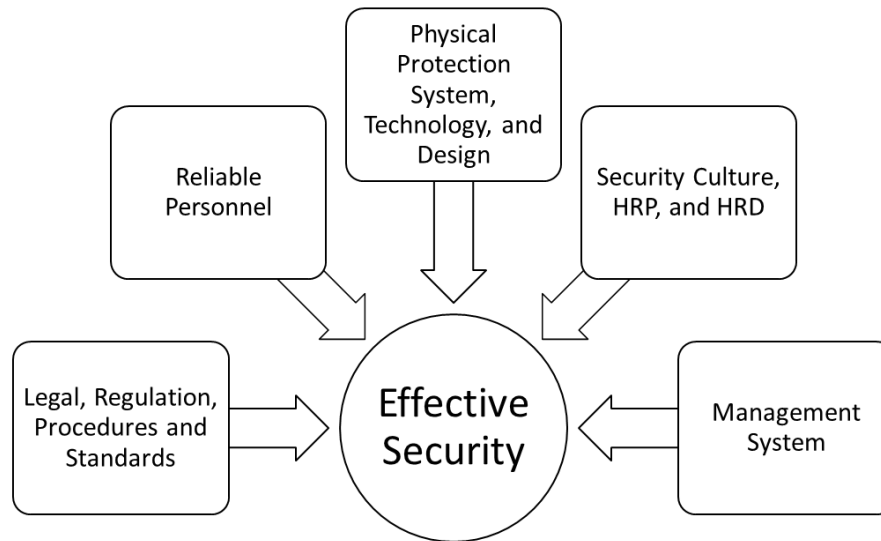 Physical
Protection
System,
Technology, and
Design
Reliable
Personnel
Security Culture,
HRP, and HRD
Legal, Regulation,
Procedures and
Standards
Effective
Security
Management
System